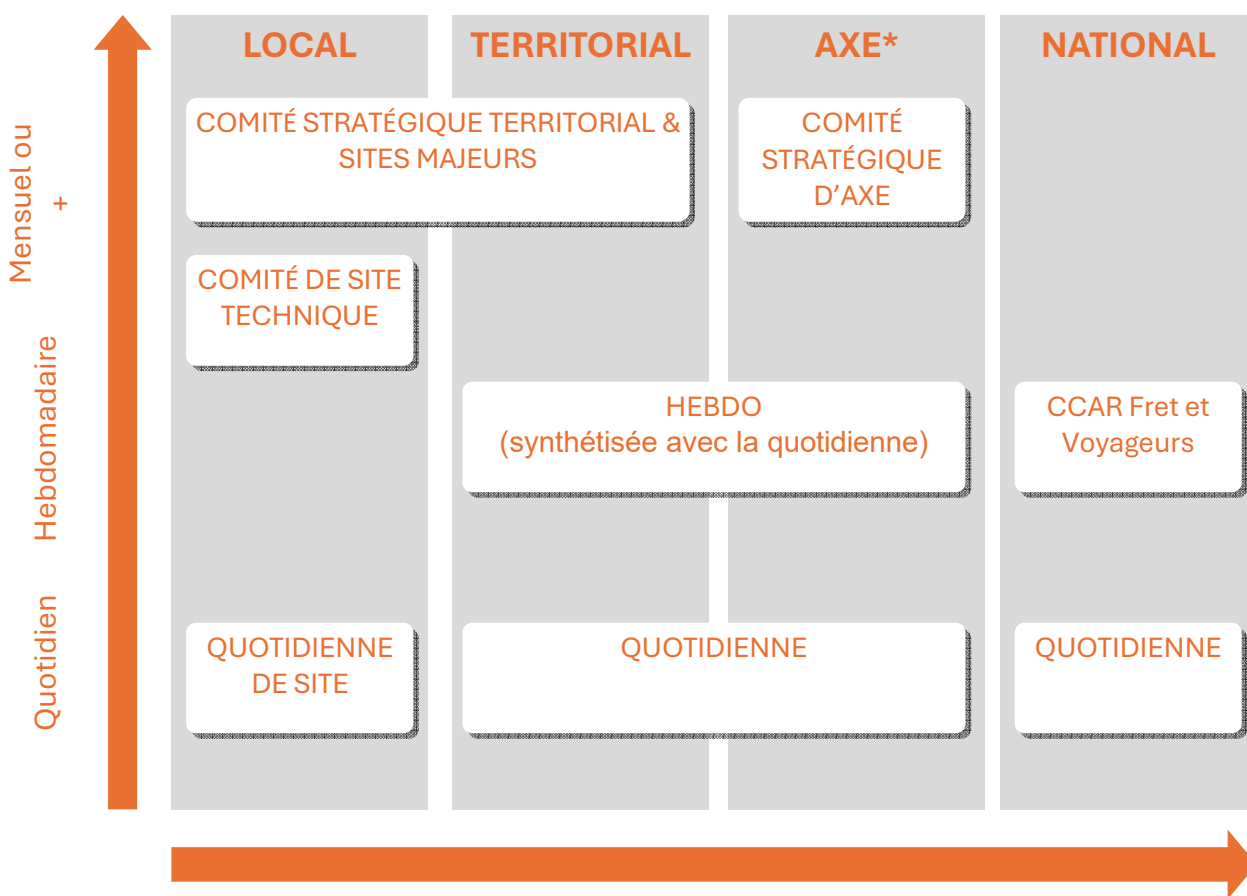 LOCAL
TERRITORIAL
AXE*
NATIONAL
Mensuel ou
+
COMITÉ STRATÉGIQUE TERRITORIAL &
SITES MAJEURS
COMITÉ
STRATÉGIQUE
D’AXE
COMITÉ DE SITE
TECHNIQUE
Hebdomadaire
HEBDO
(synthétisée avec la quotidienne)
CCAR Fret et
Voyageurs
Quotidien
QUOTIDIENNE
DE SITE
QUOTIDIENNE
QUOTIDIENNE